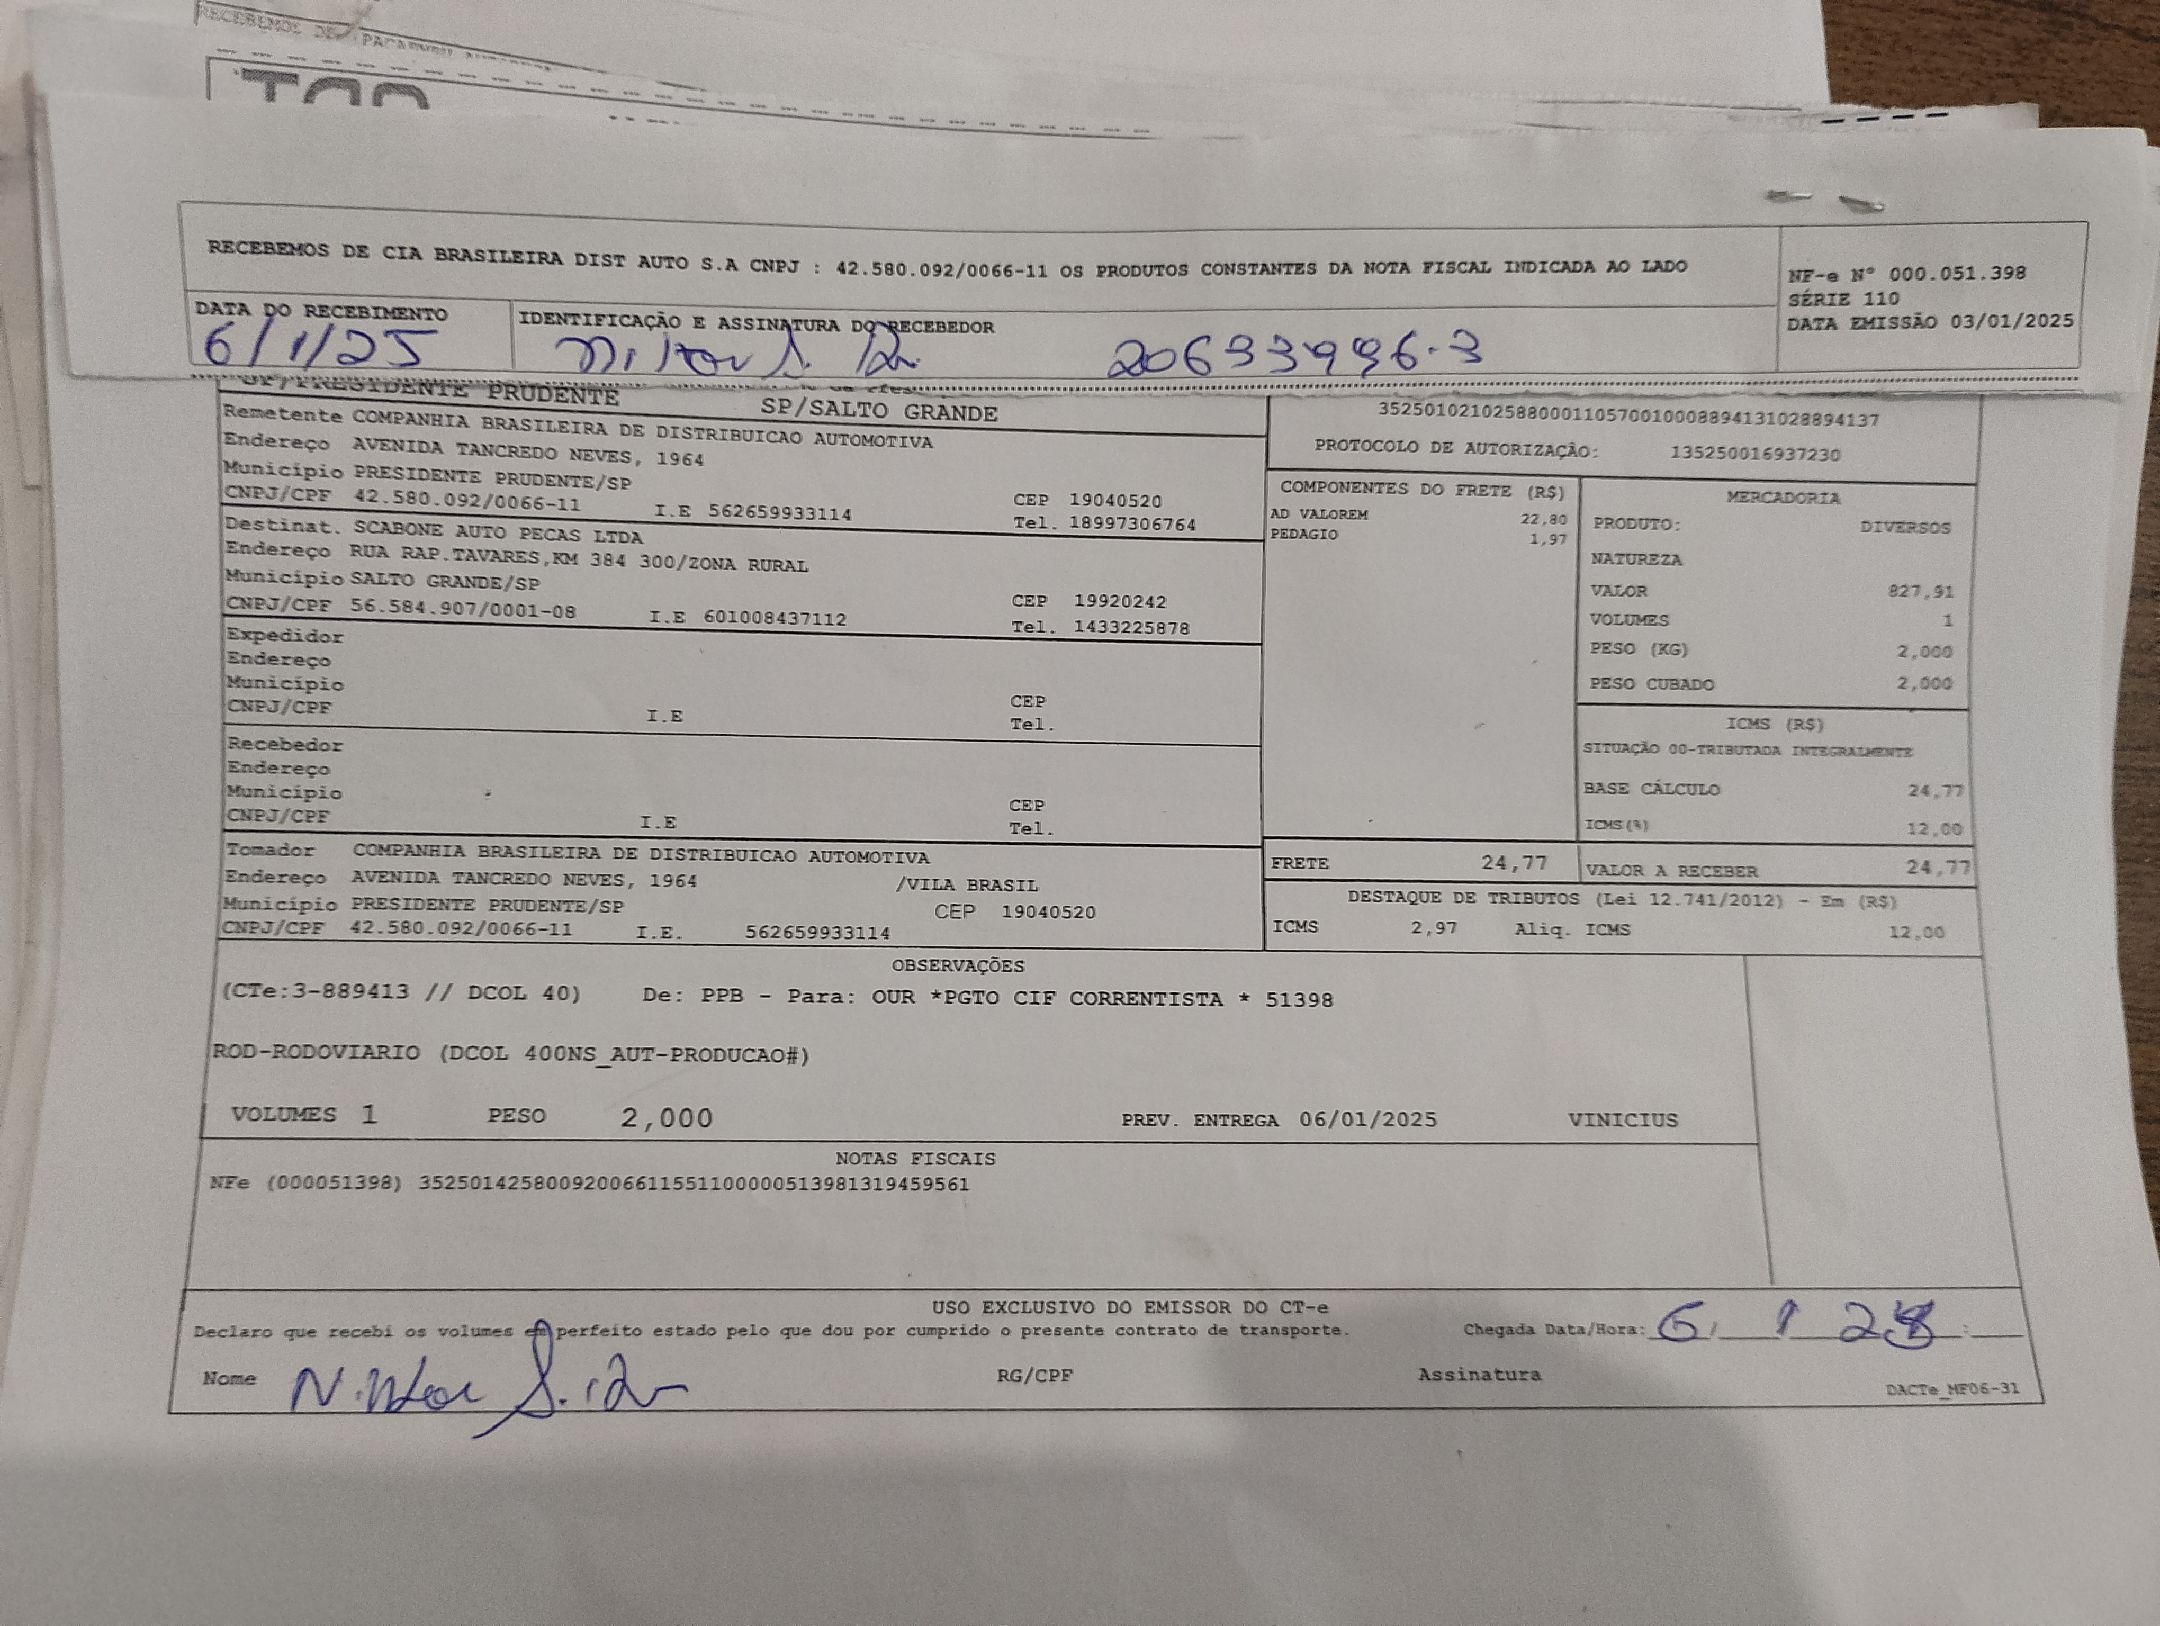 RECEBEMOS DE
RECEBEMOS DE CIA BRASILEIRA DIST AUTO S.A CNPJ : 42.580.092/0066-11 OS PRODUTOS CONSTANTES DA NOTA FISCAL INDICADA AO LADO
NF-e Nº 000.051.398
SÉRIE 110
DATA EMISSÃO 03/01/2025
DATA DO RECEBIMENTO
IDENTIFICAÇÃO E ASSINATURA DO RECEBEDOR
6/1/25
20693996-3
SP/PRESIDENTE PRUDENTE
SP/SALTO GRANDE
35250102102588000110570010008894131028894137
PROTOCOLO DE AUTORIZAÇÃO: 135250016937230
Remetente COMPANHIA BRASILEIRA DE DISTRIBUICAO AUTOMOTIVA
Endereço AVENIDA TANCREDO NEVES, 1964
Município PRESIDENTE PRUDENTE/SP CEP 19040520
CNPJ/CPF 42.580.092/0066-11 I.E 562659933114 Tel. 18997306764
Destinat. SCABONE AUTO PECAS LTDA
Endereço RUA RAP.TAVARES,KM 384 300/ZONA RURAL
Município SALTO GRANDE/SP CEP 19920242
CNPJ/CPF 56.584.907/0001-08 I.E 601008437112 Tel. 1433225878
Expedidor
Endereço
Município CEP
CNPJ/CPF I.E Tel.
Recebedor
Endereço
Município CEP
CNPJ/CPF I.E Tel.
Tomador COMPANHIA BRASILEIRA DE DISTRIBUICAO AUTOMOTIVA
Endereço AVENIDA TANCREDO NEVES, 1964 /VILA BRASIL
Município PRESIDENTE PRUDENTE/SP CEP 19040520
CNPJ/CPF 42.580.092/0066-11 I.E. 562659933114
COMPONENTES DO FRETE (R$)
AD VALOREM 22,80
PEDAGIO 1,97
MERCADORIA
PRODUTO: DIVERSOS
NATUREZA
VALOR 827,91
VOLUMES 1
PESO (KG) 2,000
PESO CUBADO 2,000
ICMS (R$)
SITUAÇÃO 00-TRIBUTADA INTEGRALMENTE
BASE CÁLCULO 24,77
ICMS(%) 12,00
FRETE 24,77
VALOR A RECEBER 24,77
DESTAQUE DE TRIBUTOS (Lei 12.741/2012) - Em (R$)
ICMS 2,97 Aliq. ICMS 12,00
OBSERVAÇÕES
(CTe:3-889413 // DCOL 40) De: PPB - Para: OUR *PGTO CIF CORRENTISTA * 51398
ROD-RODOVIARIO (DCOL 400NS_AUT-PRODUCAO#)
VOLUMES 1 PESO 2,000 PREV. ENTREGA 06/01/2025 VINICIUS
NOTAS FISCAIS
NFe (000051398) 35250142580092006611551100000513981319459561
USO EXCLUSIVO DO EMISSOR DO CT-e
Declaro que recebi os volumes em perfeito estado pelo que dou por cumprido o presente contrato de transporte.
Chegada Data/Hora: 6 1
Nome RG/CPF Assinatura
DACTe_MF06-31